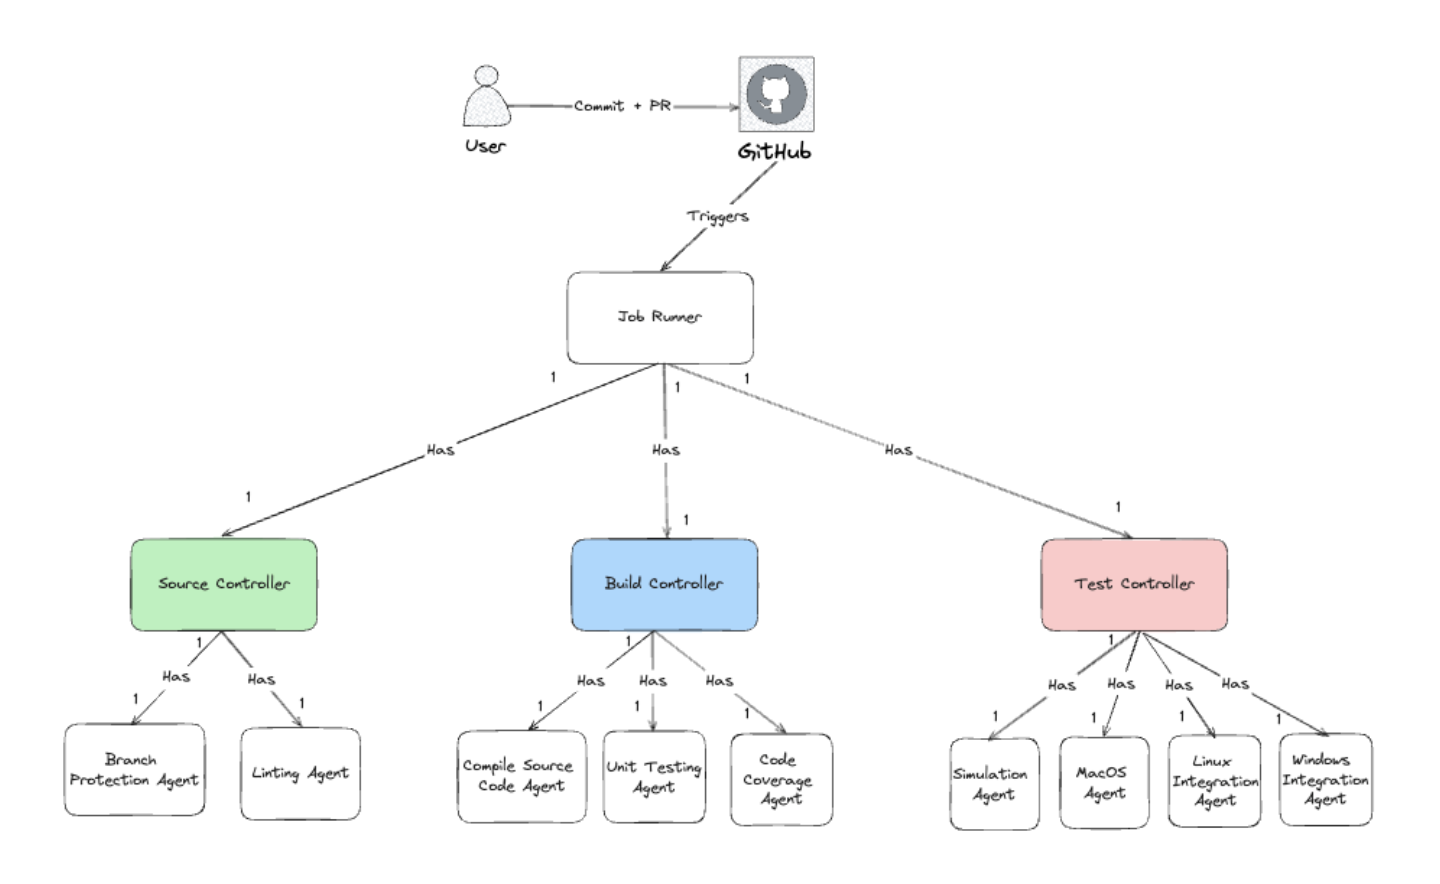 Commit + PR
User
GitHub
Triggers
Job Runner
1
1
1
Has
Has
Has
1
1
1
Source Controller
Build Controller
Test Controller
1
1
1
Has
Has
Has
Has
Has
Has
Has
Has
Has
1
1
1
1
1
1
1
1
1
Branch
Protection Agent
Linting Agent
Compile Source
Code Agent
Unit Testing
Agent
Code
Coverage
Agent
Simulation
Agent
MacOS
Agent
Linux
Integration
Agent
Windows
Integration
Agent